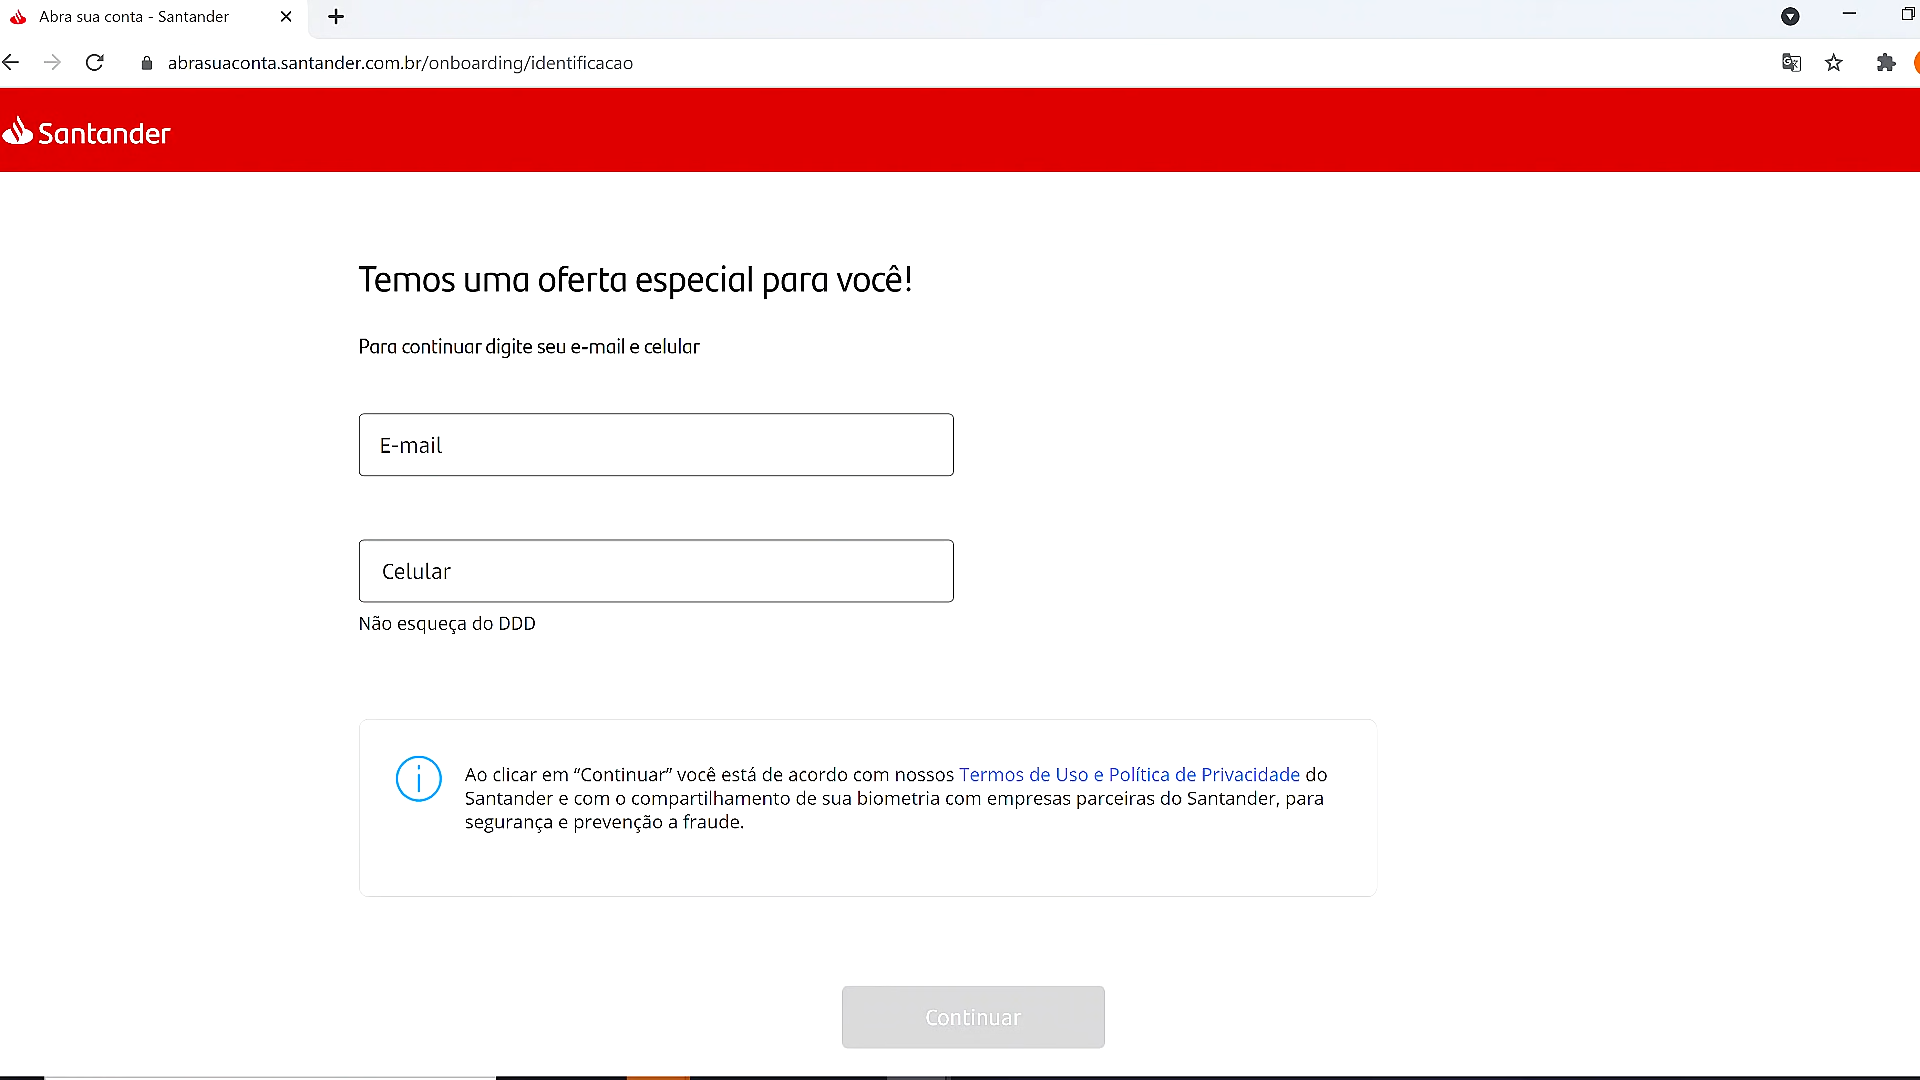 Abra sua conta - Santander
abrasuaconta.santander.com.br/onboarding/identificacao
Santander
Temos uma oferta especial para você!
Para continuar digite seu e-mail e celular
E-mail
Celular
Não esqueça do DDD
Ao clicar em “Continuar” você está de acordo com nossos Termos de Uso e Política de Privacidade do
Santander e com o compartilhamento de sua biometria com empresas parceiras do Santander, para
segurança e prevenção a fraude.
Continuar